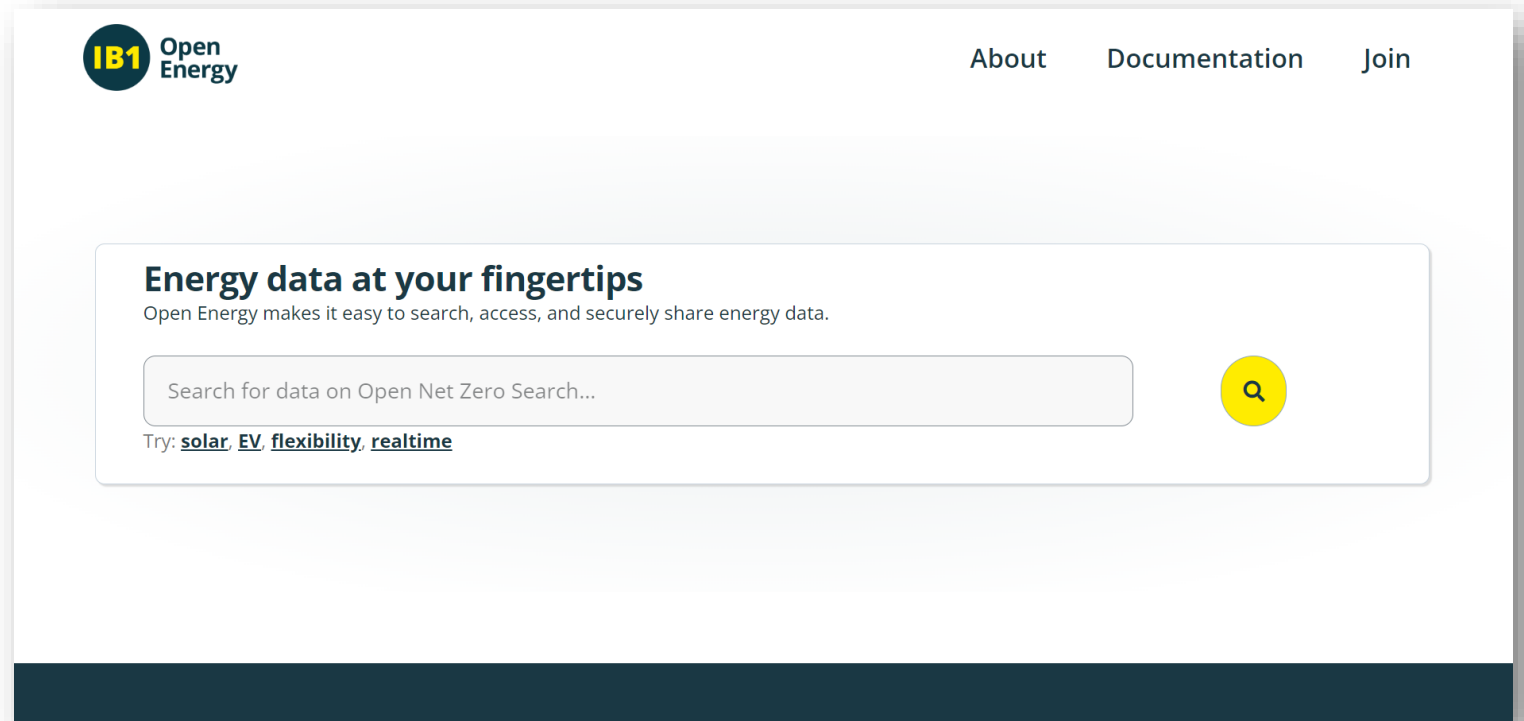 IB1 Open Energy
About Documentation Join
Energy data at your fingertips
Open Energy makes it easy to search, access, and securely share energy data.
Search for data on Open Net Zero Search...
Try: solar, EV, flexibility, realtime